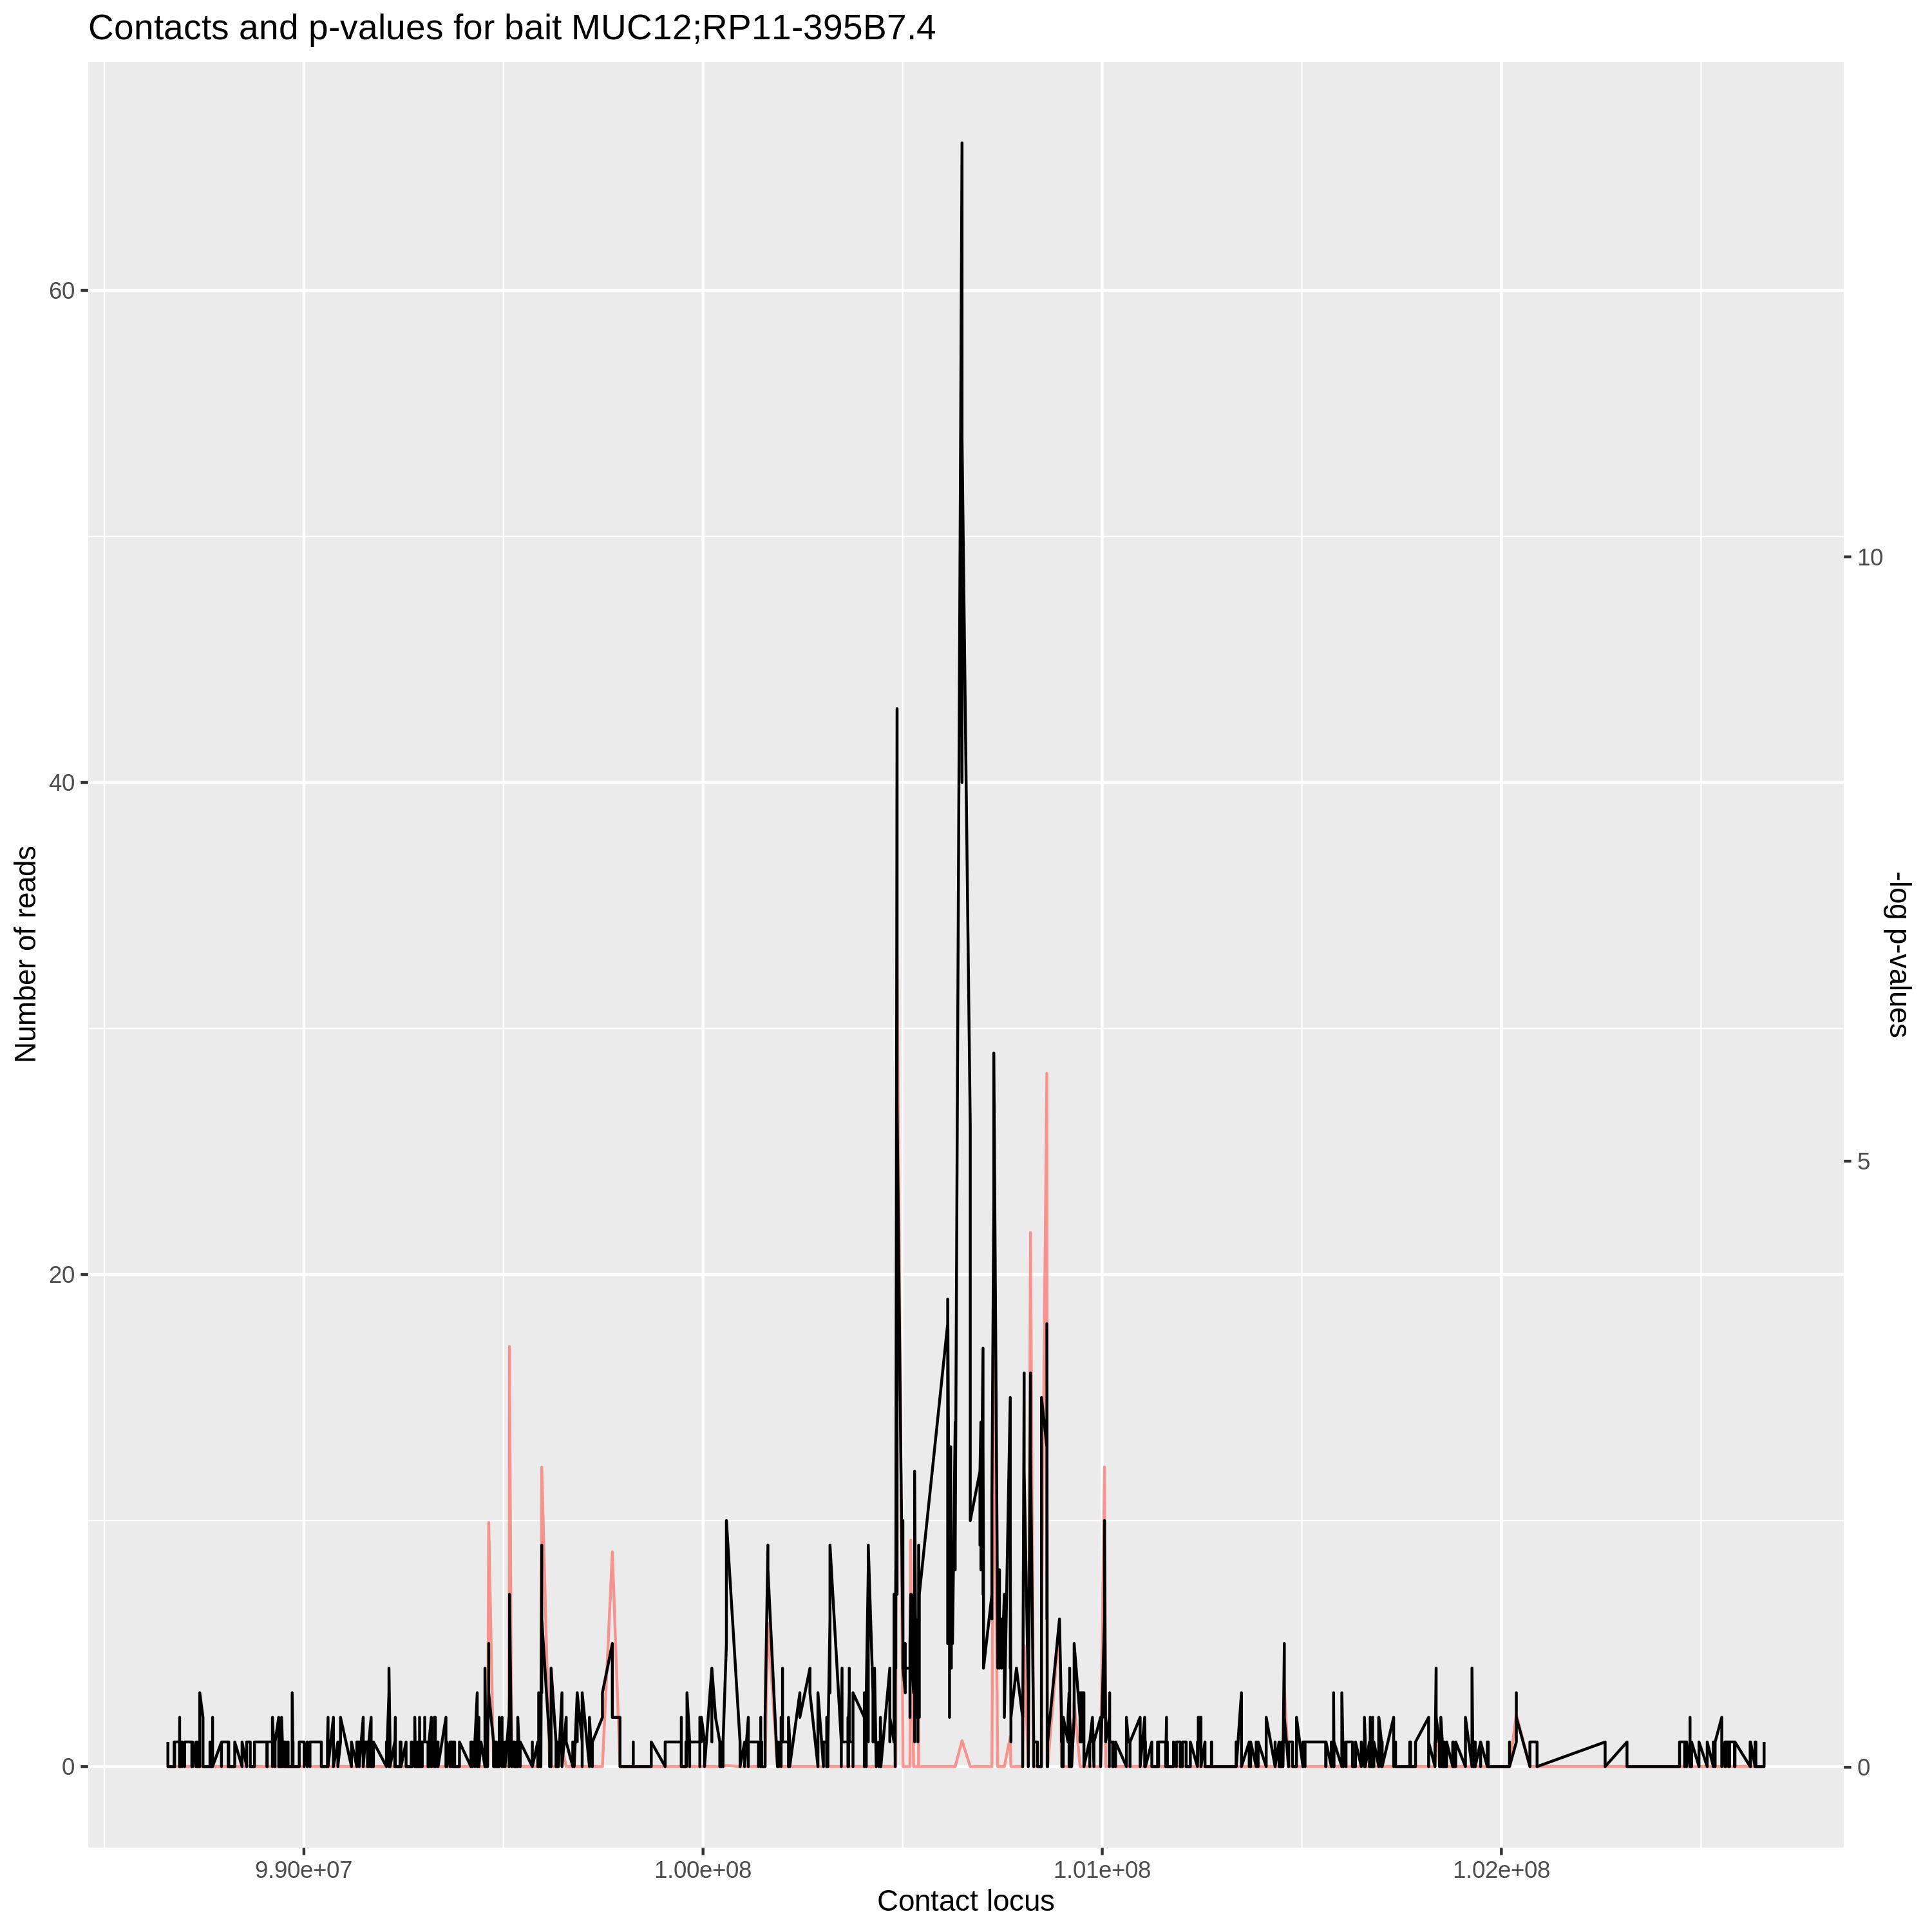 Contacts and p-values for bait MUC12;RP11-395B7.4
60
40
20
0
Number of reads
10
5
0
-log p-values
9.90e+07
1.00e+08
1.01e+08
1.02e+08
Contact locus